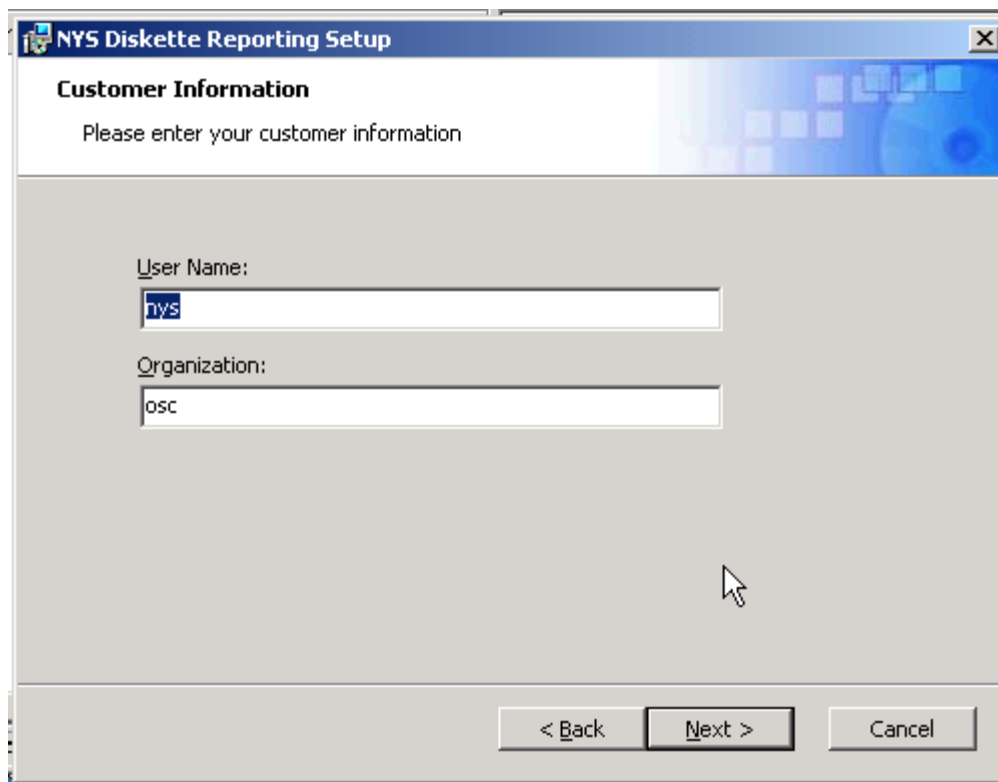 NYS Diskette Reporting Setup
Customer Information
Please enter your customer information
User Name:
nys
Organization:
osc
< Back Next > Cancel